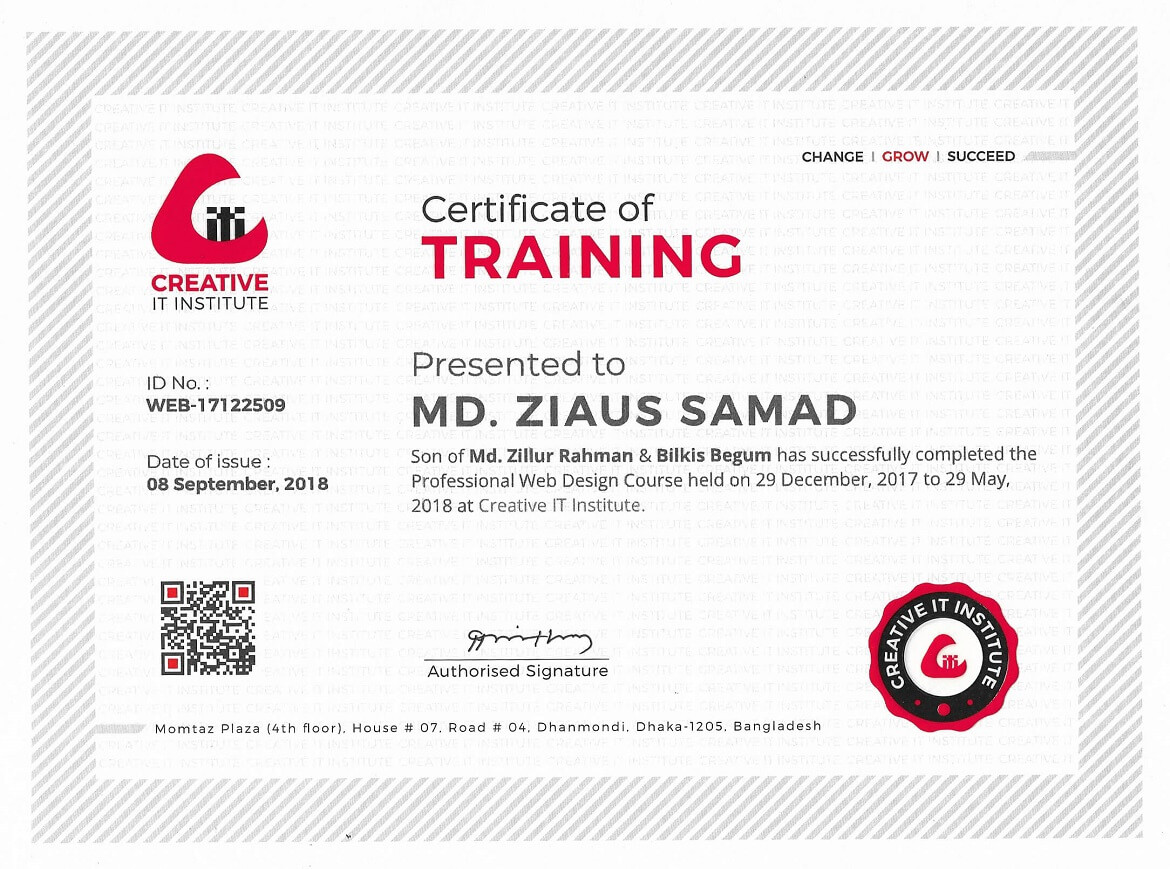 CHANGE | GROW | SUCCEED
CREATIVE
IT INSTITUTE
Certificate of
TRAINING
ID No. :
WEB-17122509
Date of issue :
08 September, 2018
Presented to
MD. ZIAUS SAMAD
Son of Md. Zillur Rahman & Bilkis Begum has successfully completed the
Professional Web Design Course held on 29 December, 2017 to 29 May,
2018 at Creative IT Institute.
Authorised Signature
CREATIVE IT INSTITUTE
Momtaz Plaza (4th floor), House # 07, Road # 04, Dhanmondi, Dhaka-1205, Bangladesh